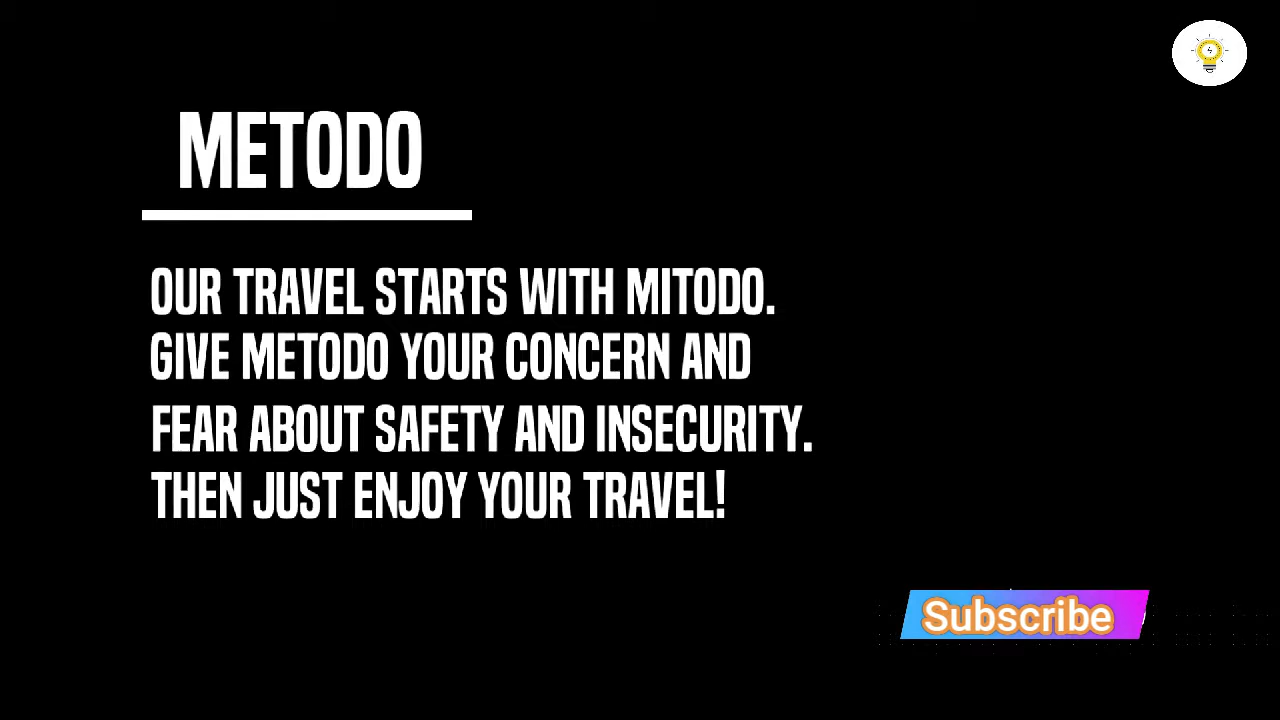 METODO
OUR TRAVEL STARTS WITH MITODO.
GIVE METODO YOUR CONCERN AND
FEAR ABOUT SAFETY AND INSECURITY.
THEN JUST ENJOY YOUR TRAVEL!
Subscribe